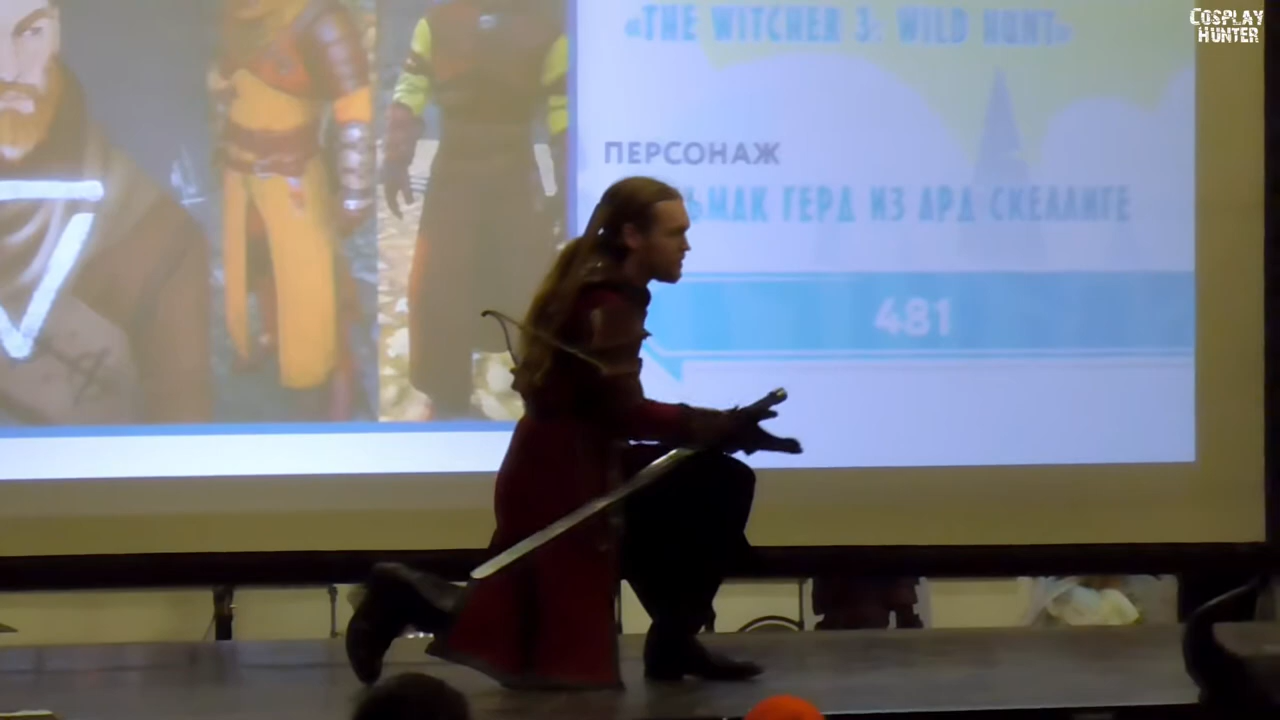 «THE WITCHER 3: WILD HUNT»
ПЕРСОНАЖ
ГЕРД ИЗ АРД СКЕЛЛИГЕ
481
COSPLAY
HUNTER